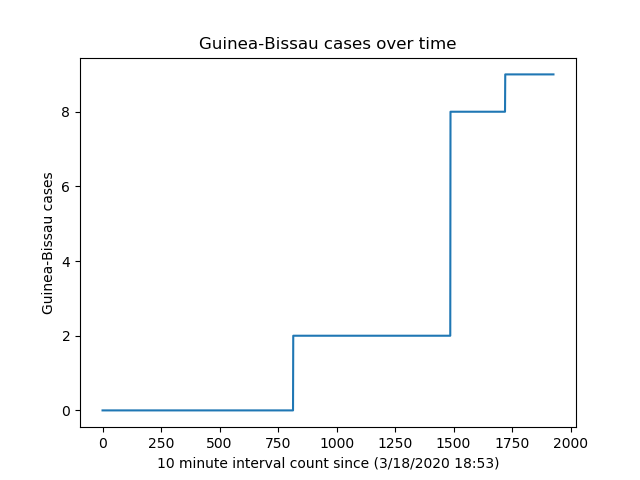 Guinea-Bissau cases over time
Guinea-Bissau cases
8
6
4
2
0
0 250 500 750 1000 1250 1500 1750 2000
10 minute interval count since (3/18/2020 18:53)